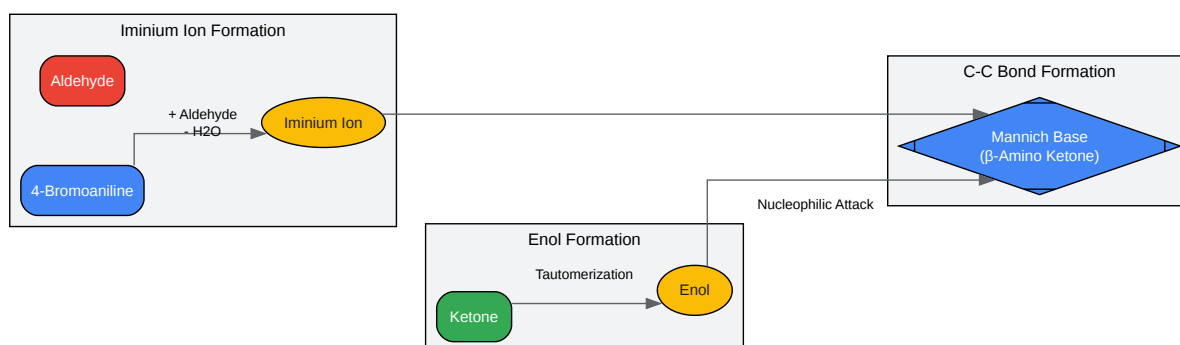 Iminium Ion Formation
Aldehyde
+ Aldehyde
- H2O
Iminium Ion
4-Bromoaniline
C-C Bond Formation
Mannich Base
(β-Amino Ketone)
Nucleophilic Attack
Enol Formation
Tautomerization
Enol
Ketone